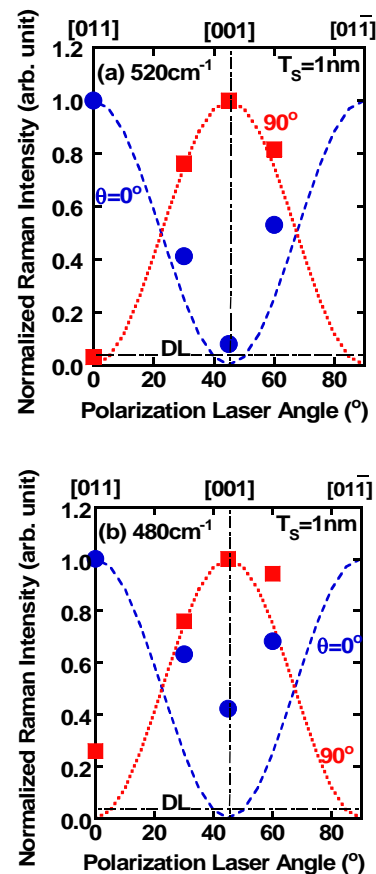 [011] [001] [011̅]
(a) 520cm⁻¹ T_S=1nm
Normalized Raman Intensity (arb. unit)
1.2
1.0
0.8
0.6
0.4
0.2
0.0
90°
θ=0°
DL
0 20 40 60 80
Polarization Laser Angle (°)
[011] [001] [011̅]
(b) 480cm⁻¹ T_S=1nm
Normalized Raman Intensity (arb. unit)
1.2
1.0
0.8
0.6
0.4
0.2
0.0
θ=0°
90°
DL
0 20 40 60 80
Polarization Laser Angle (°)